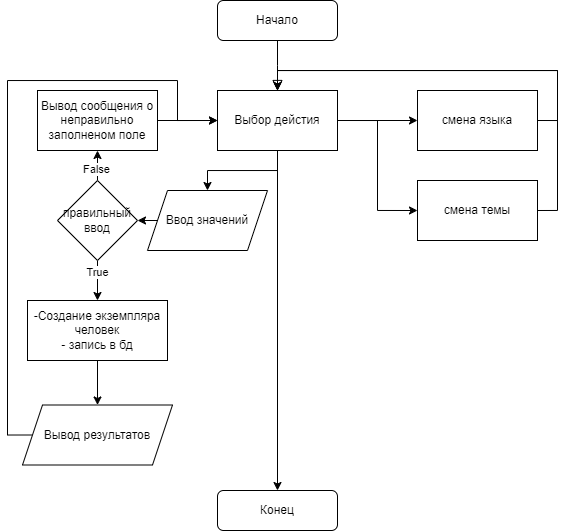 Начало
Вывод сообщения о
неправильно
заполненом поле
Выбор дейстия
смена языка
False
правильный
ввод
Ввод значений
смена темы
True
-Создание экземпляра
человек
- запись в бд
Вывод результатов
Конец